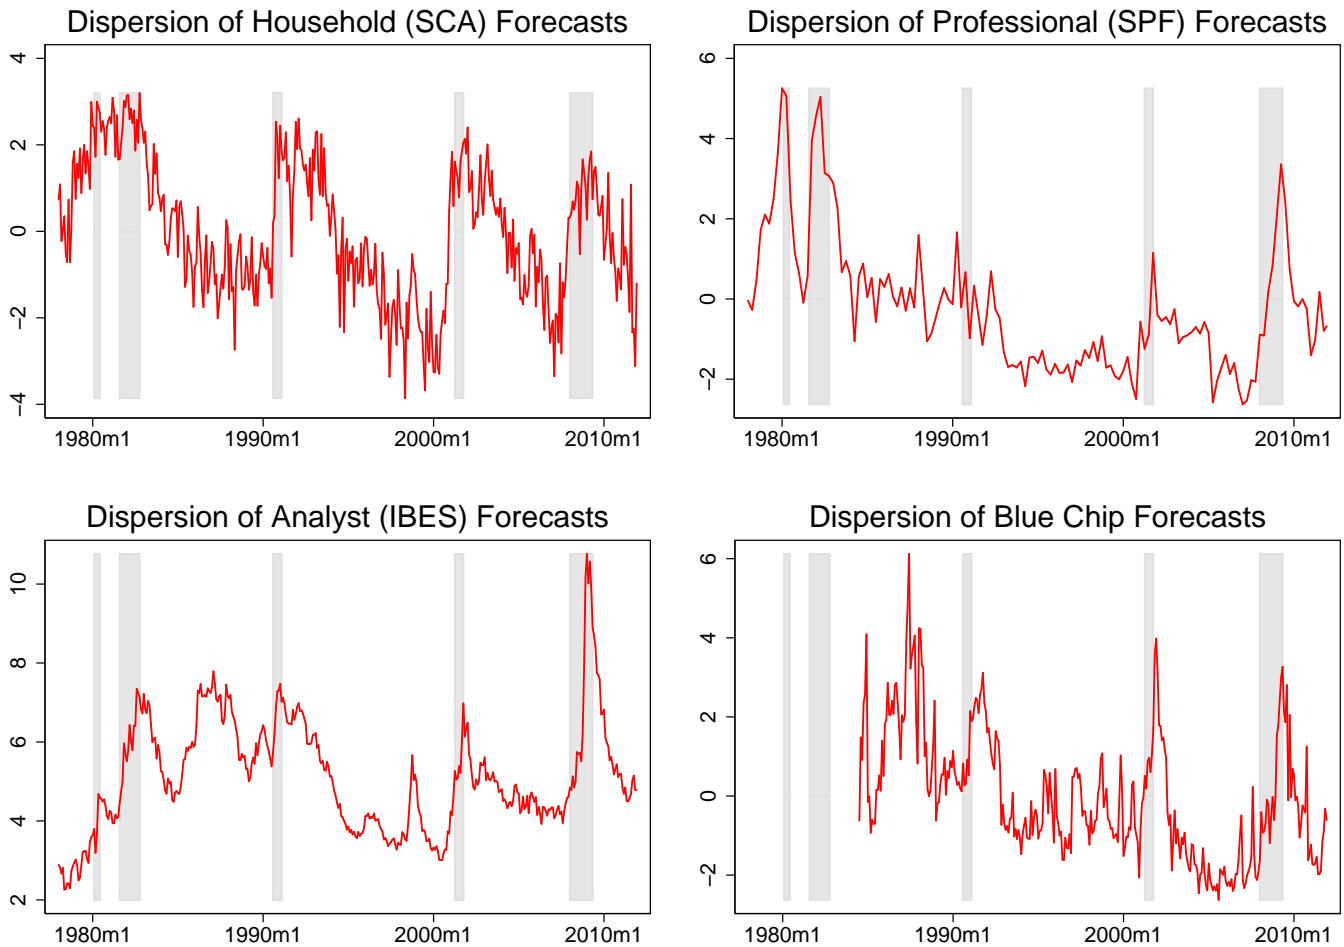 Dispersion of Household (SCA) Forecasts
4
2
0
−2
−4
1980m1 1990m1 2000m1 2010m1
Dispersion of Professional (SPF) Forecasts
6
4
2
0
−2
1980m1 1990m1 2000m1 2010m1
Dispersion of Analyst (IBES) Forecasts
10
8
6
4
2
1980m1 1990m1 2000m1 2010m1
Dispersion of Blue Chip Forecasts
6
4
2
0
−2
1980m1 1990m1 2000m1 2010m1